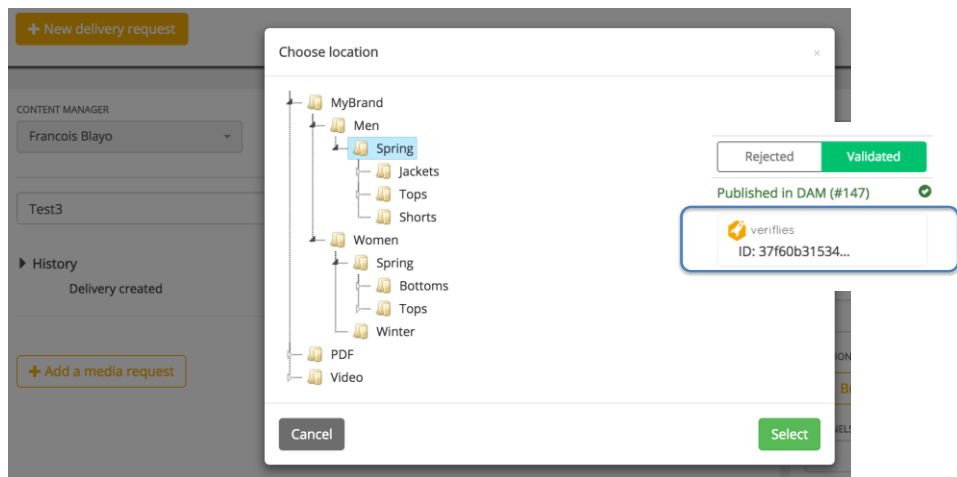 + New delivery request
Choose location
×
CONTENT MANAGER
Francois Blayo
Test3
History
Delivery created
+ Add a media request
MyBrand
Men
Spring
Jackets
Tops
Shorts
Women
Spring
Bottoms
Tops
Winter
PDF
Video
Cancel
Select
Rejected
Validated
Published in DAM (#147)
veriflies
ID: 37f60b31534...